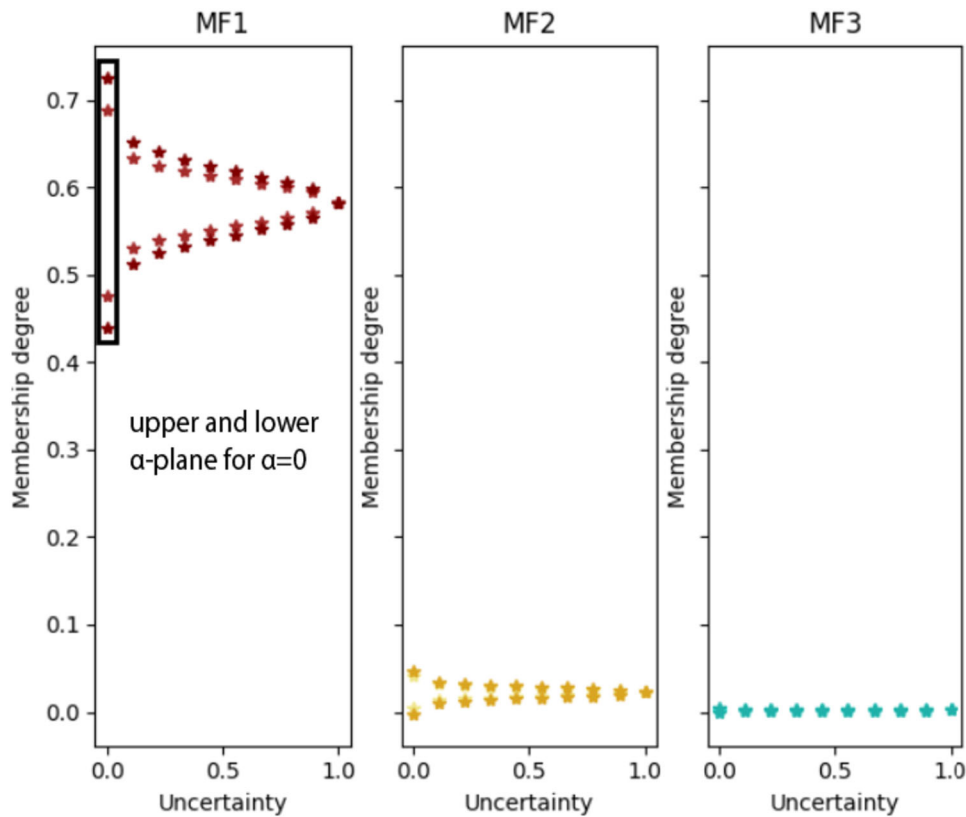 MF1
MF2
MF3
Membership degree
0.7
0.6
0.5
0.4
0.3
0.2
0.1
0.0
upper and lower
α-plane for α=0
Membership degree
Membership degree
0.0 0.5 1.0
0.0 0.5 1.0
0.0 0.5 1.0
Uncertainty
Uncertainty
Uncertainty